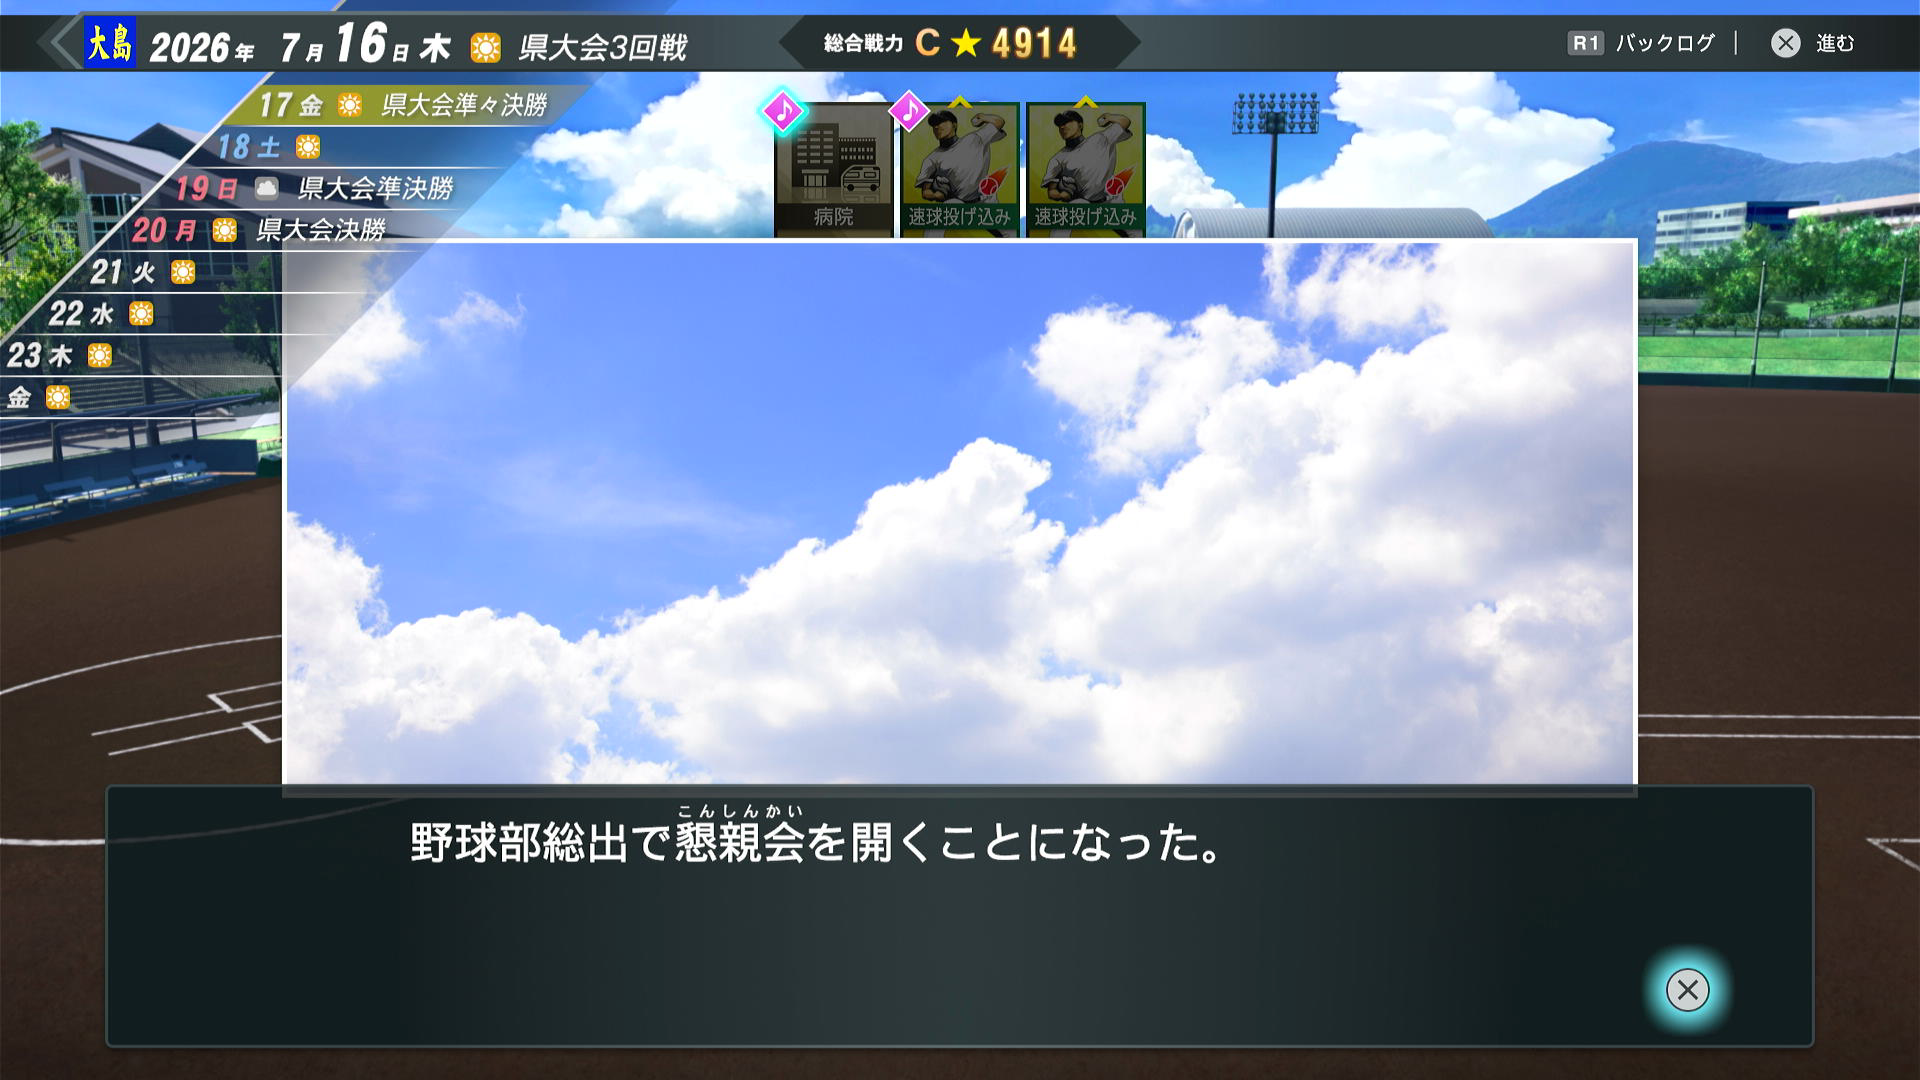 大島 2026年 7月16日 木 県大会3回戦
総合戦力 C ★ 4914
R1 バックログ | ⊗ 進む
17 金 県大会準々決勝
18 土
19 日 県大会準決勝
20 月 県大会決勝
21 火
22 水
23 木
金
病院
速球投げ込み
速球投げ込み
こんしんかい
野球部総出で懇親会を開くことになった。